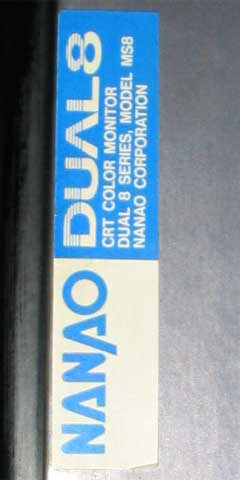 NANAO DUAL8
CRT COLOR MONITOR
DUAL 8 SERIES, MODEL MS8
NANAO CORPORATION